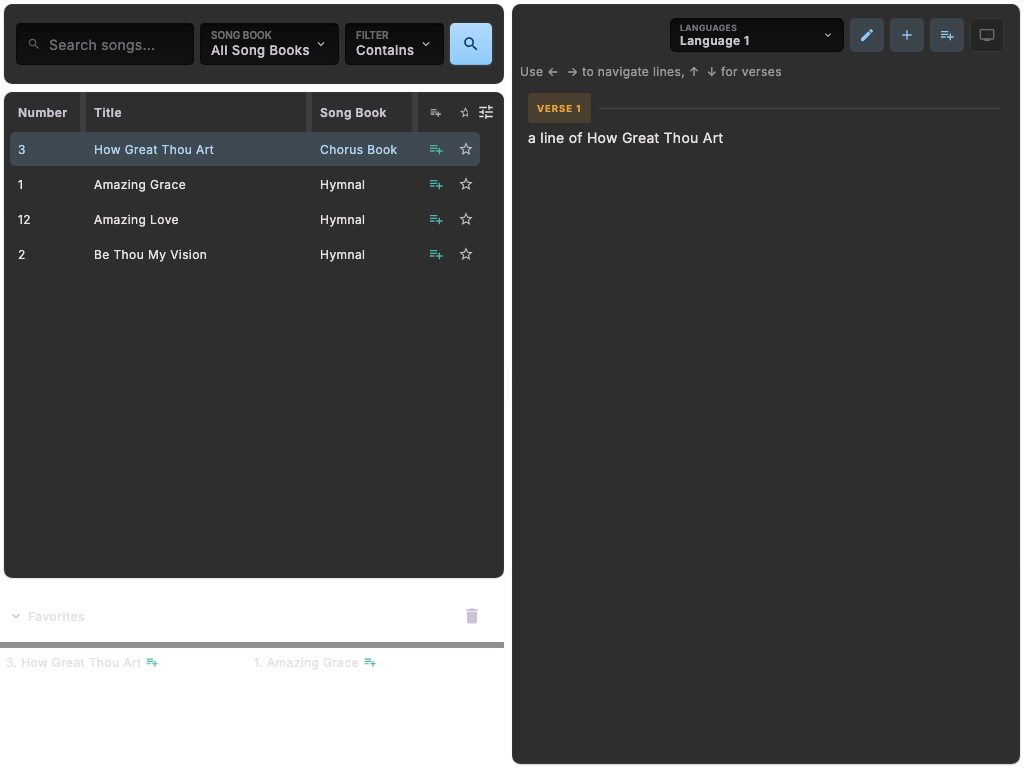 Search songs...
SONG BOOK
All Song Books
FILTER
Contains
Number Title Song Book
3 How Great Thou Art Chorus Book
1 Amazing Grace Hymnal
12 Amazing Love Hymnal
2 Be Thou My Vision Hymnal
Favorites
3. How Great Thou Art
1. Amazing Grace
LANGUAGES
Language 1
Use ← → to navigate lines, ↑ ↓ for verses
VERSE 1
a line of How Great Thou Art